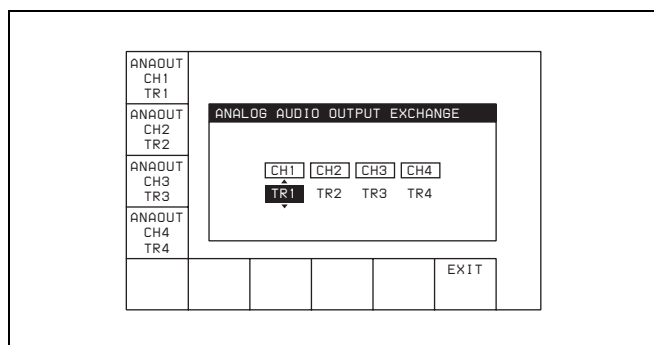 ANAOUT
CH1
TR1
ANAOUT
CH2
TR2
ANAOUT
CH3
TR3
ANAOUT
CH4
TR4
ANALOG AUDIO OUTPUT EXCHANGE
CH1 CH2 CH3 CH4
TR1 TR2 TR3 TR4
EXIT